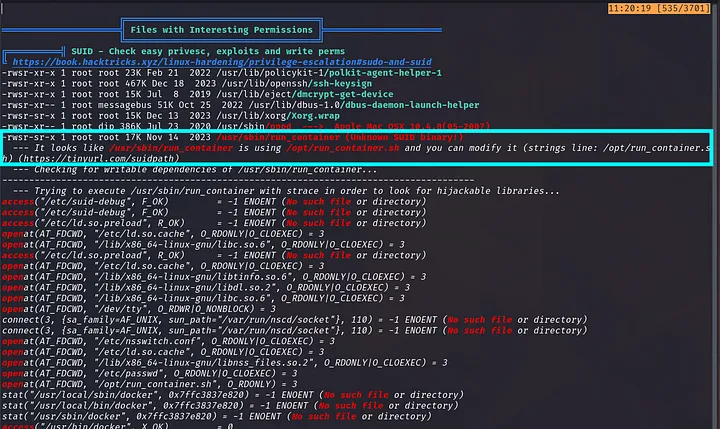 11:20:19 [535/3701]
Files with Interesting Permissions
SUID - Check easy privesc, exploits and write perms
https://book.hacktricks.xyz/linux-hardening/privilege-escalation#sudo-and-suid
-rwsr-xr-x 1 root root 23K Feb 21  2022 /usr/lib/policykit-1/polkit-agent-helper-1
-rwsr-xr-x 1 root root 467K Dec 18  2023 /usr/lib/openssh/ssh-keysign
-rwsr-xr-x 1 root root 15K Jul  8  2019 /usr/lib/eject/dmcrypt-get-device
-rwsr-xr-- 1 root messagebus 51K Oct 25  2022 /usr/lib/dbus-1.0/dbus-daemon-launch-helper
-rwsr-sr-x 1 root root 15K Dec 13  2023 /usr/lib/xorg/Xorg.wrap
-rwsr-xr-- 1 root dip 386K Jul 23  2020 /usr/sbin/pppd  --->  Apple_Mac_OSX_10.4.8(05-2007)
-rwsr-sr-x 1 root root 17K Nov 14  2023 /usr/sbin/run_container (Unknown SUID binary!)
--- It looks like /usr/sbin/run_container is using /opt/run_container.sh and you can modify it (strings line: /opt/run_container.s
h) (https://tinyurl.com/suidpath)
--- Checking for writable dependencies of /usr/sbin/run_container...
----------------------------------------------------------------------------
--- Trying to execute /usr/sbin/run_container with strace in order to look for hijackable libraries...
access("/etc/suid-debug", F_OK)         = -1 ENOENT (No such file or directory)
access("/etc/suid-debug", F_OK)         = -1 ENOENT (No such file or directory)
access("/etc/ld.so.preload", R_OK)      = -1 ENOENT (No such file or directory)
openat(AT_FDCWD, "/etc/ld.so.cache", O_RDONLY|O_CLOEXEC) = 3
openat(AT_FDCWD, "/lib/x86_64-linux-gnu/libc.so.6", O_RDONLY|O_CLOEXEC) = 3
access("/etc/ld.so.preload", R_OK)      = -1 ENOENT (No such file or directory)
openat(AT_FDCWD, "/etc/ld.so.cache", O_RDONLY|O_CLOEXEC) = 3
openat(AT_FDCWD, "/lib/x86_64-linux-gnu/libtinfo.so.6", O_RDONLY|O_CLOEXEC) = 3
openat(AT_FDCWD, "/lib/x86_64-linux-gnu/libdl.so.2", O_RDONLY|O_CLOEXEC) = 3
openat(AT_FDCWD, "/lib/x86_64-linux-gnu/libc.so.6", O_RDONLY|O_CLOEXEC) = 3
openat(AT_FDCWD, "/dev/tty", O_RDWR|O_NONBLOCK) = 3
connect(3, {sa_family=AF_UNIX, sun_path="/var/run/nscd/socket"}, 110) = -1 ENOENT (No such file or directory)
connect(3, {sa_family=AF_UNIX, sun_path="/var/run/nscd/socket"}, 110) = -1 ENOENT (No such file or directory)
openat(AT_FDCWD, "/etc/nsswitch.conf", O_RDONLY|O_CLOEXEC) = 3
openat(AT_FDCWD, "/etc/ld.so.cache", O_RDONLY|O_CLOEXEC) = 3
openat(AT_FDCWD, "/lib/x86_64-linux-gnu/libnss_files.so.2", O_RDONLY|O_CLOEXEC) = 3
openat(AT_FDCWD, "/etc/passwd", O_RDONLY|O_CLOEXEC) = 3
openat(AT_FDCWD, "/opt/run_container.sh", O_RDONLY) = 3
stat("/usr/local/sbin/docker", 0x7ffc3837e820) = -1 ENOENT (No such file or directory)
stat("/usr/local/bin/docker", 0x7ffc3837e820) = -1 ENOENT (No such file or directory)
stat("/usr/sbin/docker", 0x7ffc3837e820) = -1 ENOENT (No such file or directory)
access("/usr/bin/docker", X_OK)         = 0